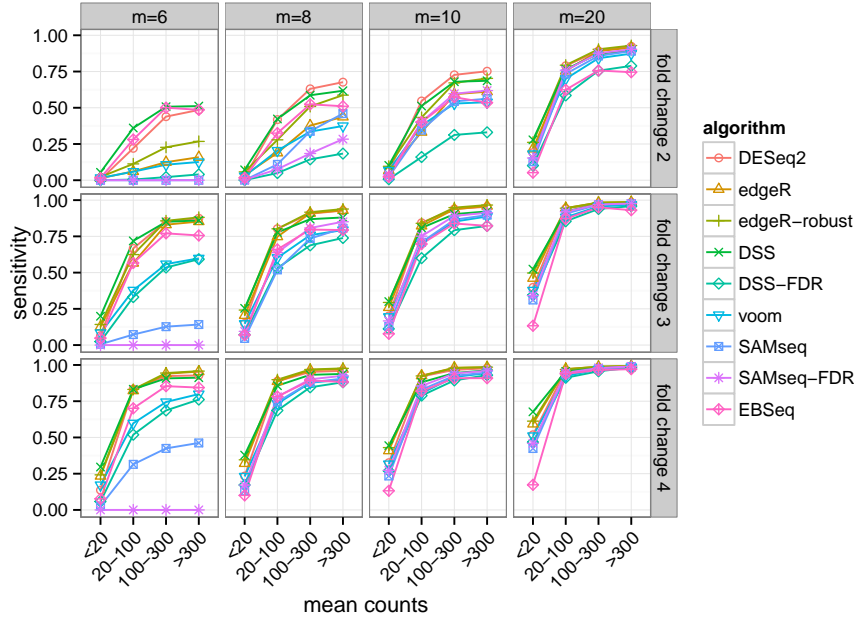 m=6
m=8
m=10
m=20
1.00
0.75
0.50
0.25
0.00
fold change 2
1.00
0.75
0.50
0.25
0.00
fold change 3
1.00
0.75
0.50
0.25
0.00
fold change 4
sensitivity
<20
20−100
100−300
>300
<20
20−100
100−300
>300
<20
20−100
100−300
>300
<20
20−100
100−300
>300
mean counts
algorithm
DESeq2
edgeR
edgeR−robust
DSS
DSS−FDR
voom
SAMseq
SAMseq−FDR
EBSeq